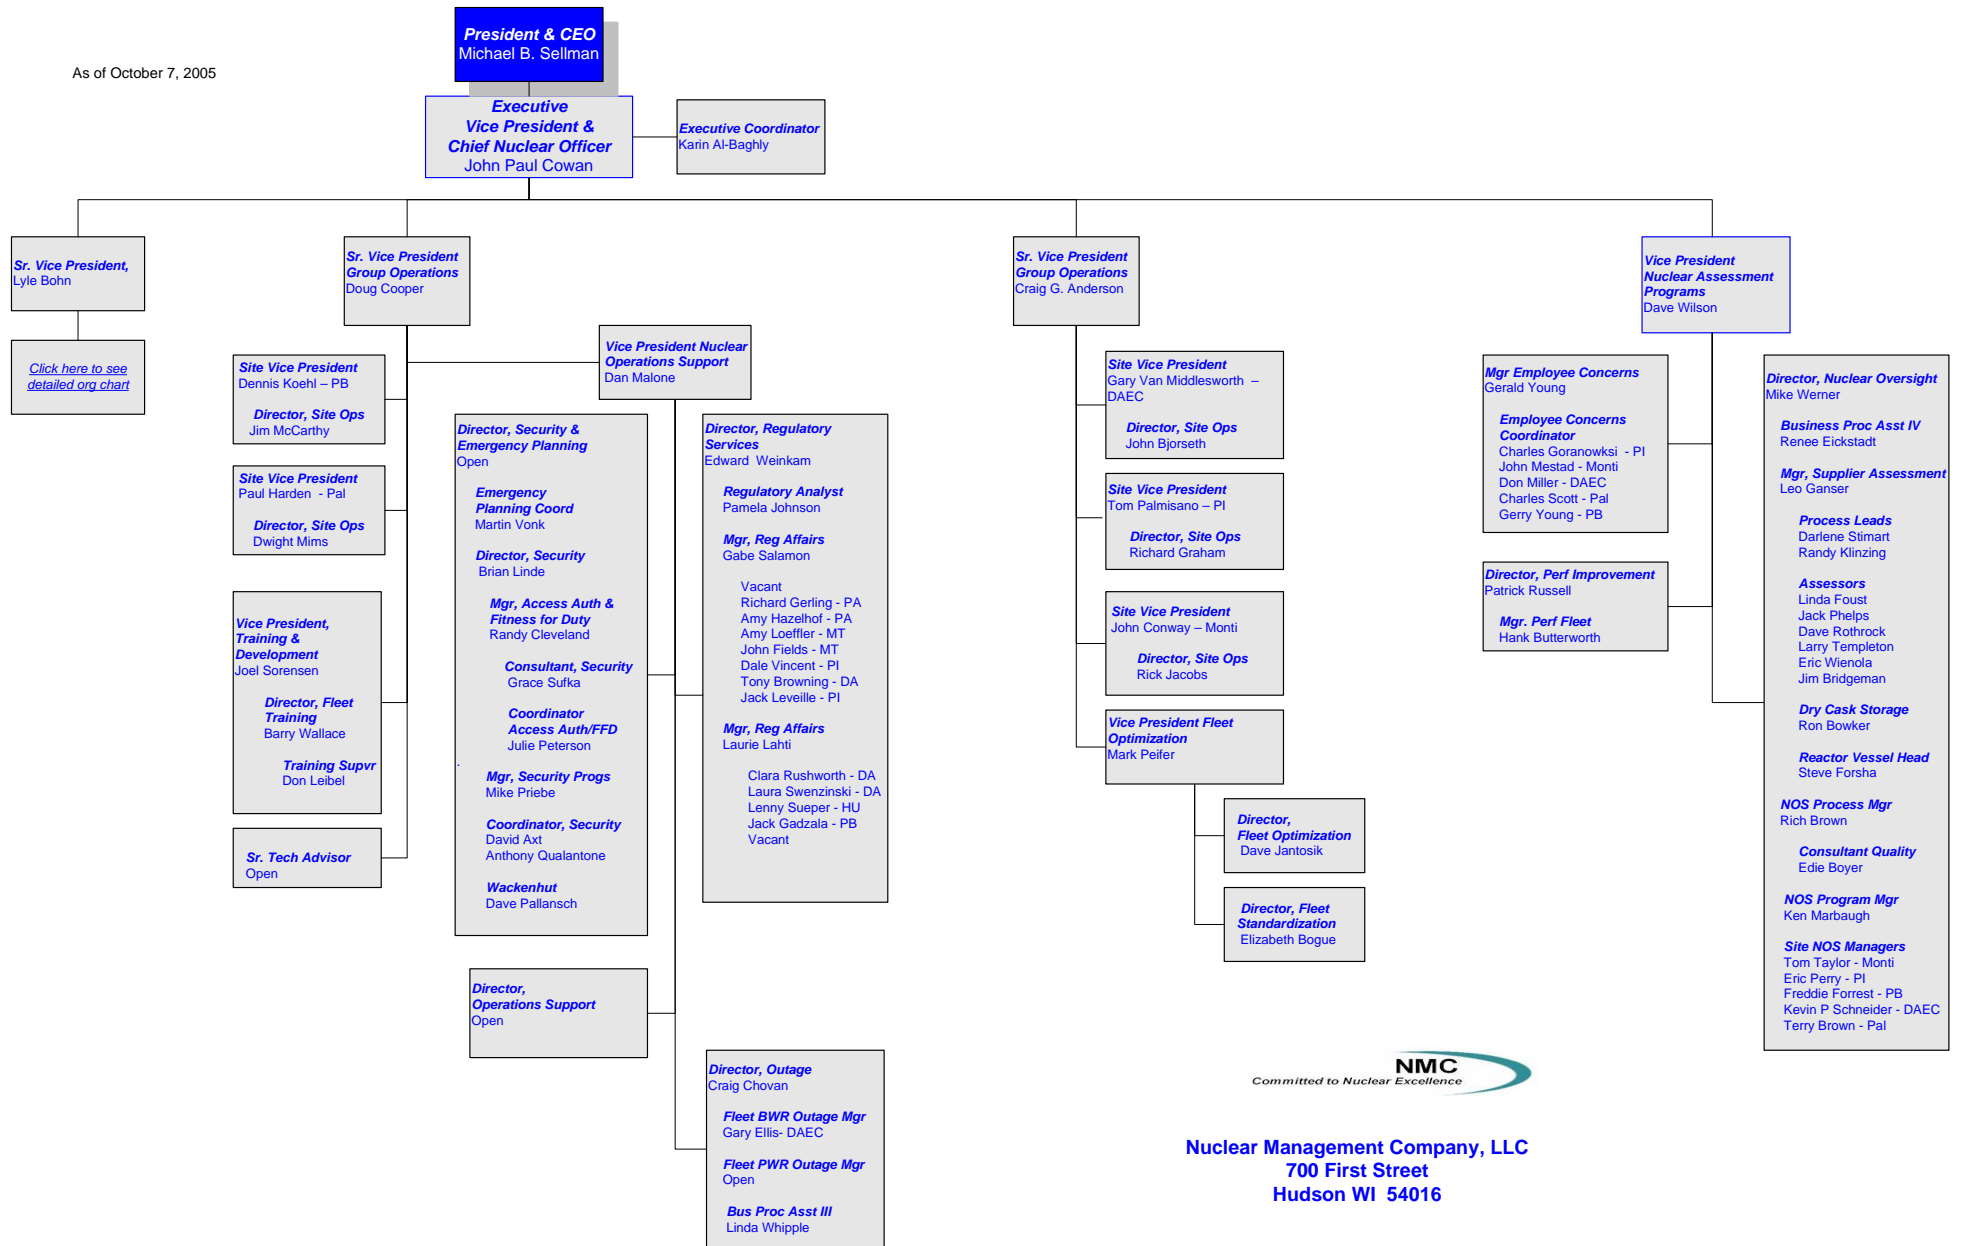 President & CEO
Michael B. Sellman
As of October 7, 2005
Executive
Vice President &
Chief Nuclear Officer
John Paul Cowan
Executive Coordinator
Karin Al-Baghly
Sr. Vice President,
Lyle Bohn
Click here to see
detailed org chart
Sr. Vice President
Group Operations
Doug Cooper
Site Vice President
Dennis Koehl – PB
Director, Site Ops
Jim McCarthy
Site Vice President
Paul Harden - Pal
Director, Site Ops
Dwight Mims
Vice President,
Training &
Development
Joel Sorensen
Director, Fleet
Training
Barry Wallace
Training Supvr
Don Leibel
Sr. Tech Advisor
Open
Vice President Nuclear
Operations Support
Dan Malone
Director, Security &
Emergency Planning
Open
Emergency
Planning Coord
Martin Vonk
Director, Security
Brian Linde
Mgr, Access Auth &
Fitness for Duty
Randy Cleveland
Consultant, Security
Grace Sufka
Coordinator
Access Auth/FFD
Julie Peterson
.
Mgr, Security Progs
Mike Priebe
Coordinator, Security
David Axt
Anthony Qualantone
Wackenhut
Dave Pallansch
Director,
Operations Support
Open
Director, Regulatory
Services
Edward Weinkam
Regulatory Analyst
Pamela Johnson
Mgr, Reg Affairs
Gabe Salamon
Vacant
Richard Gerling - PA
Amy Hazelhof - PA
Amy Loeffler - MT
John Fields - MT
Dale Vincent - PI
Tony Browning - DA
Jack Leveille - PI
Mgr, Reg Affairs
Laurie Lahti
Clara Rushworth - DA
Laura Swenzinski - DA
Lenny Sueper - HU
Jack Gadzala - PB
Vacant
Director, Outage
Craig Chovan
Fleet BWR Outage Mgr
Gary Ellis- DAEC
Fleet PWR Outage Mgr
Open
Bus Proc Asst III
Linda Whipple
Sr. Vice President
Group Operations
Craig G. Anderson
Site Vice President
Gary Van Middlesworth –
DAEC
Director, Site Ops
John Bjorseth
Site Vice President
Tom Palmisano – PI
Director, Site Ops
Richard Graham
Site Vice President
John Conway – Monti
Director, Site Ops
Rick Jacobs
Vice President Fleet
Optimization
Mark Peifer
Director,
Fleet Optimization
Dave Jantosik
Director, Fleet
Standardization
Elizabeth Bogue
Vice President
Nuclear Assessment
Programs
Dave Wilson
Mgr Employee Concerns
Gerald Young
Employee Concerns
Coordinator
Charles Goranowksi - PI
John Mestad - Monti
Don Miller - DAEC
Charles Scott - Pal
Gerry Young - PB
Director, Perf Improvement
Patrick Russell
Mgr. Perf Fleet
Hank Butterworth
Director, Nuclear Oversight
Mike Werner
Business Proc Asst IV
Renee Eickstadt
Mgr, Supplier Assessment
Leo Ganser
Process Leads
Darlene Stimart
Randy Klinzing
Assessors
Linda Foust
Jack Phelps
Dave Rothrock
Larry Templeton
Eric Wienola
Jim Bridgeman
Dry Cask Storage
Ron Bowker
Reactor Vessel Head
Steve Forsha
NOS Process Mgr
Rich Brown
Consultant Quality
Edie Boyer
NOS Program Mgr
Ken Marbaugh
Site NOS Managers
Tom Taylor - Monti
Eric Perry - PI
Freddie Forrest - PB
Kevin P Schneider - DAEC
Terry Brown - Pal
NMC
Committed to Nuclear Excellence
Nuclear Management Company, LLC
700 First Street
Hudson WI 54016